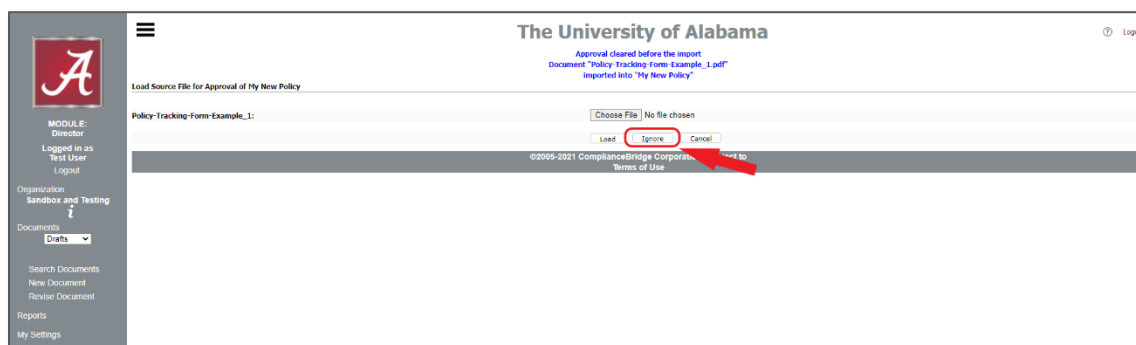 The University of Alabama
Approval cleared before the import
Document "Policy-Tracking-Form-Example_1.pdf"
imported into "My New Policy"
Load Source File for Approval of My New Policy
Policy-Tracking-Form-Example_1:
Choose File No file chosen
Load Ignore Cancel
©2005-2021 ComplianceBridge to
Terms of Use
A
MODULE:
Director
Logged in as
Test User
Logout
Organization
Sandbox and Testing
i
Documents
Drafts
Search Documents
New Document
Revise Document
Reports
My Settings